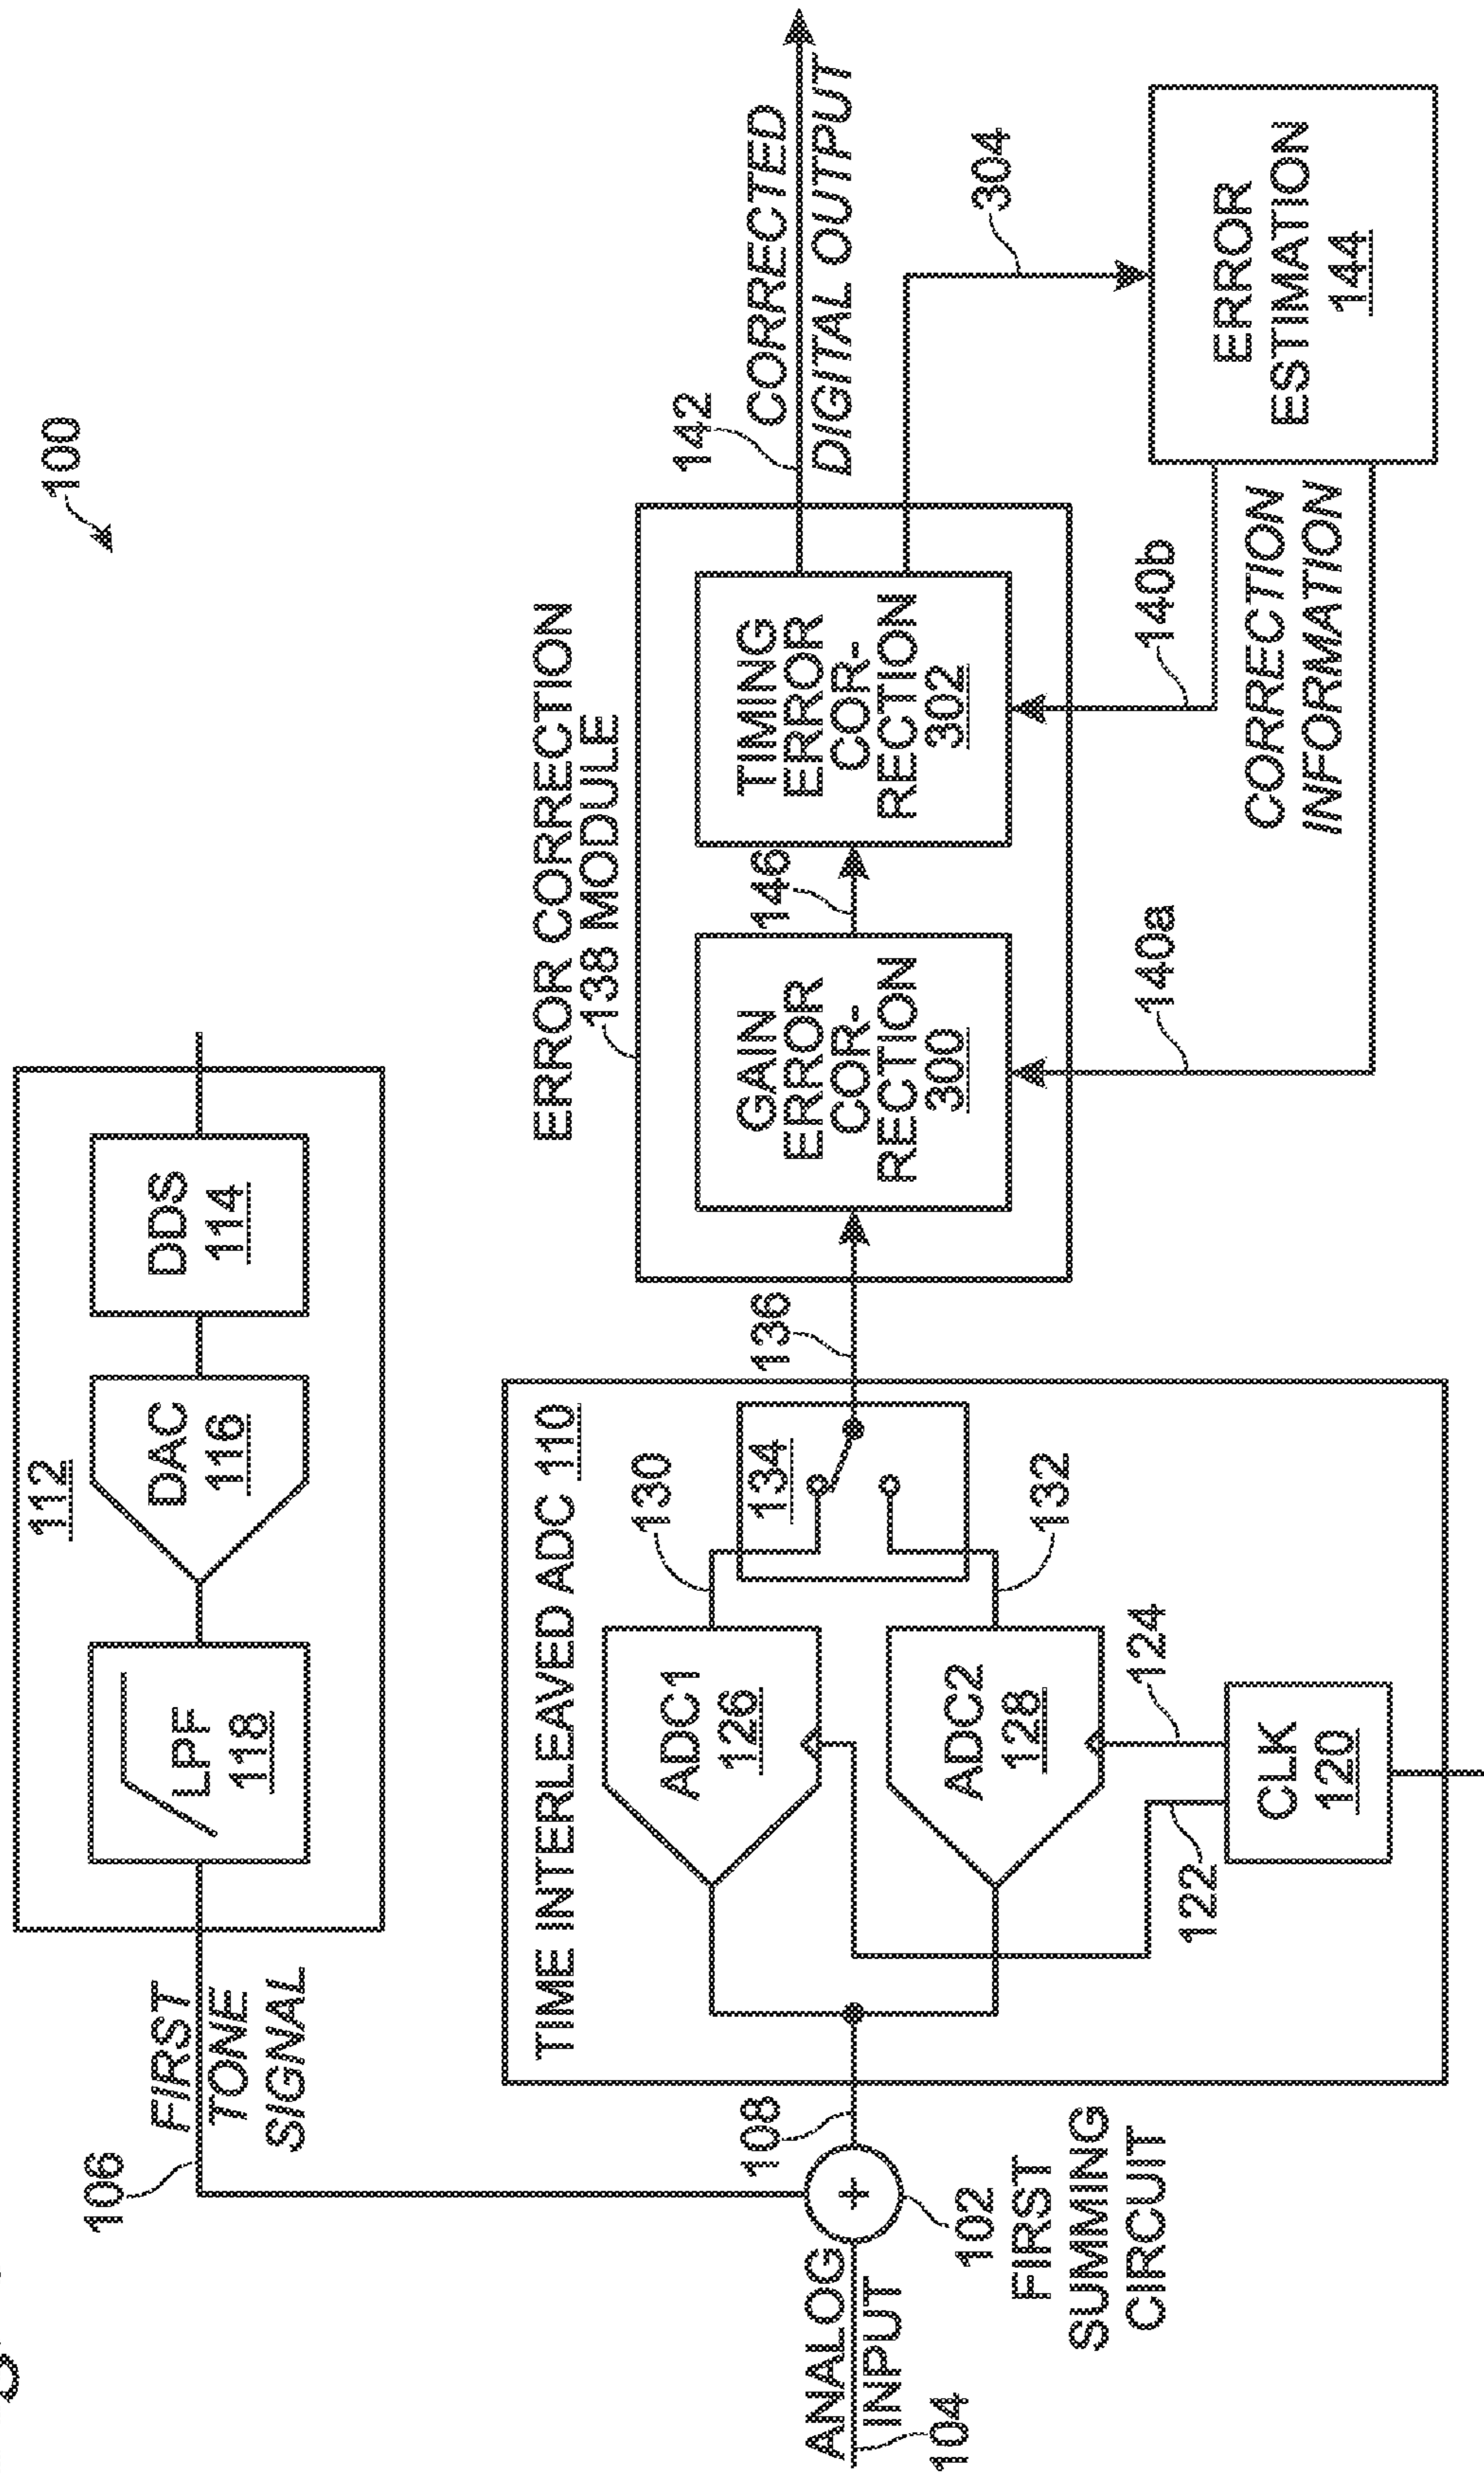 100
112
DDS
114
DAC
116
LPF
118
106
FIRST
TONE
SIGNAL
ANALOG
INPUT
104
102
FIRST
SUMMING
CIRCUIT
108
TIME INTERLEAVED ADC 110
ADC1
126
ADC2
128
130
132
134
CLK
120
122
124
136
ERROR CORRECTION
138 MODULE
GAIN
ERROR
COR-
RECTION
300
146
TIMING
ERROR
COR-
RECTION
302
142
CORRECTED
DIGITAL OUTPUT
304
140a
140b
CORRECTION
INFORMATION
ERROR
ESTIMATION
144